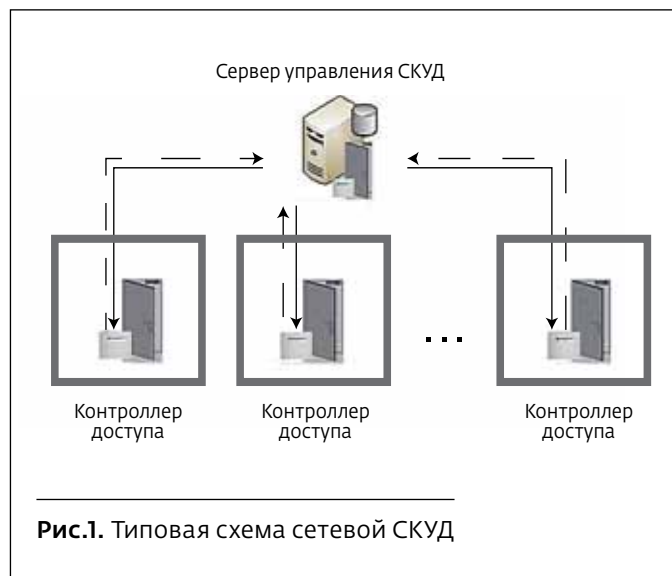 Сервер управления СКУД
Контроллер
доступа
Контроллер
доступа
...
Контроллер
доступа
Рис.1. Типовая схема сетевой СКУД